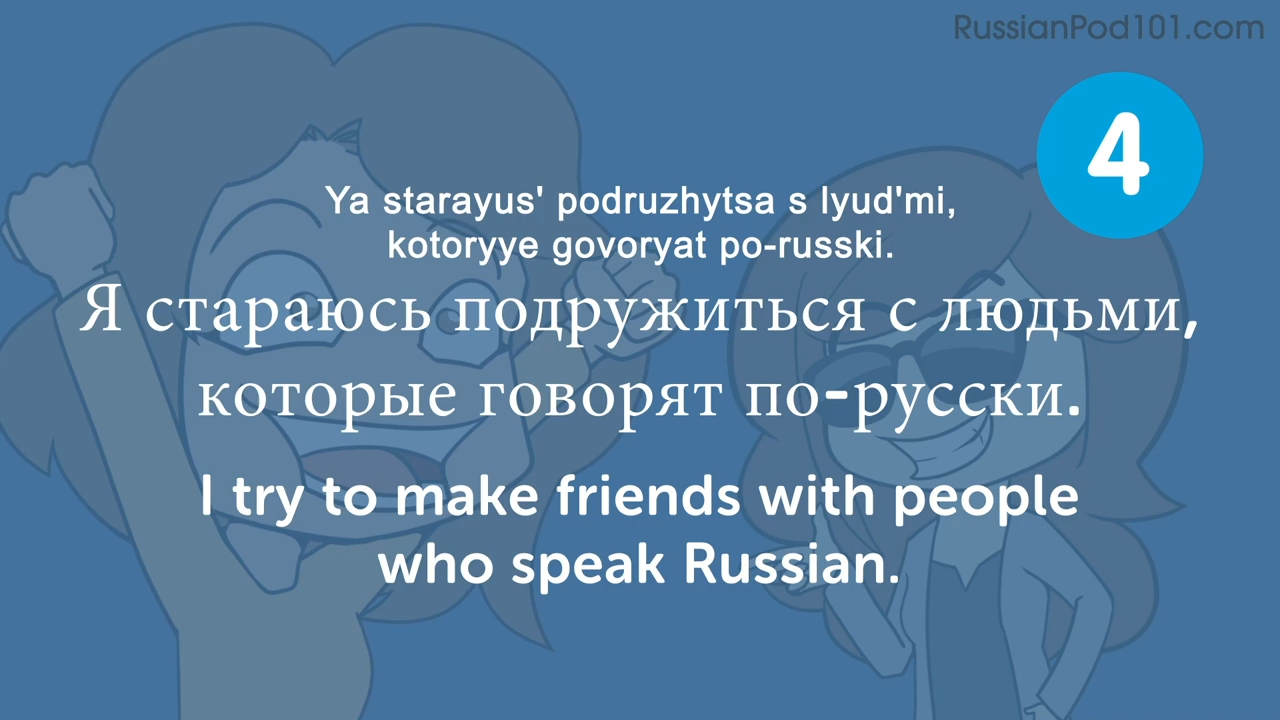 RussianPod101.com
4
Ya starayus' podruzhytsa s lyud'mi,
kotoryye govoryat po-russki.
Я стараюсь подружиться с людьми,
которые говорят по-русски.
I try to make friends with people
who speak Russian.